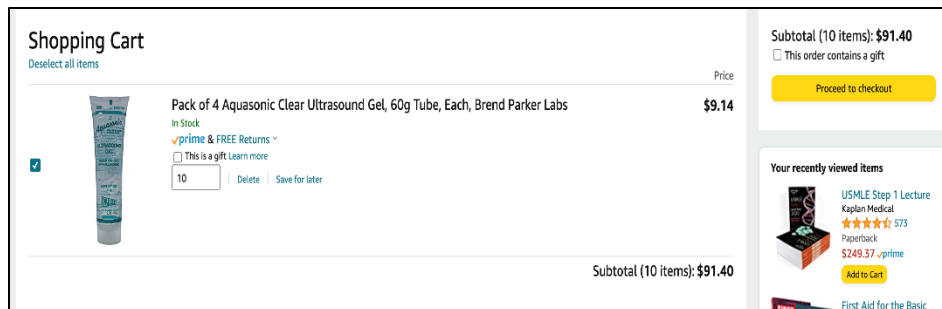 Shopping Cart
Deselect all items
Price
Pack of 4 Aquasonic Clear Ultrasound Gel, 60g Tube, Each, Brend Parker Labs
$9.14
In Stock
prime & FREE Returns
This is a gift Learn more
10
Delete
Save for later
Subtotal (10 items): $91.40
Subtotal (10 items): $91.40
This order contains a gift
Proceed to checkout
Your recently viewed items
USMLE Step 1 Lecture
Kaplan Medical
573
Paperback
$249.37 prime
Add to Cart
First Aid for the Basic
Aquasonic